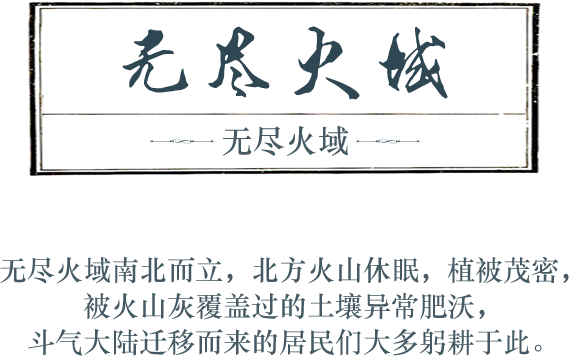 无尽火域
无尽火域
无尽火域南北而立，北方火山休眠，植被茂密，
被火山灰覆盖过的土壤异常肥沃，
斗气大陆迁移而来的居民们大多躬耕于此。